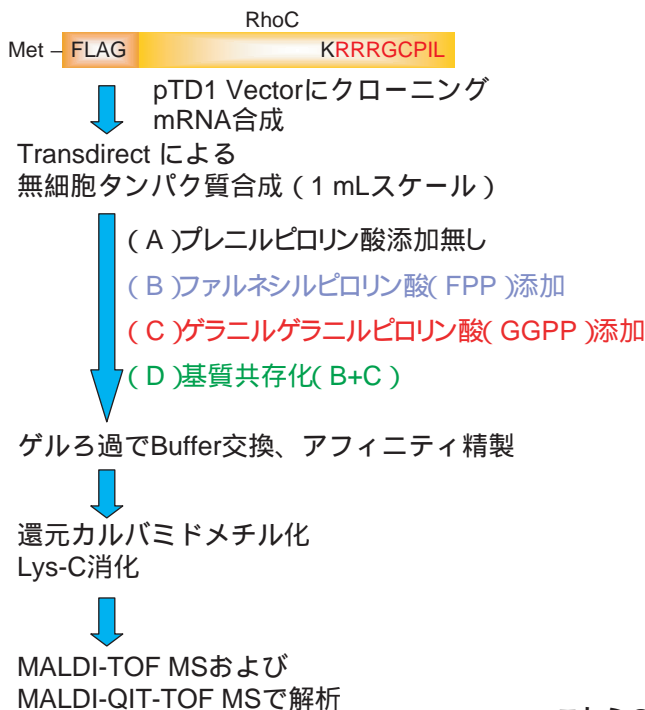 RhoC
Met – FLAG KRRRGCPIL
pTD1 Vectorにクローニング
mRNA合成
Transdirect による
無細胞タンパク質合成 ( 1 mLスケール )
( A )プレニルピロリン酸添加無し
( B )ファルネシルピロリン酸( FPP )添加
( C )ゲラニルゲラニルピロリン酸( GGPP )添加
( D )基質共存化( B+C )
ゲルろ過でBuffer交換、アフィニティ精製
還元カルバミドメチル化
Lys-C消化
MALDI-TOF MSおよび
MALDI-QIT-TOF MSで解析